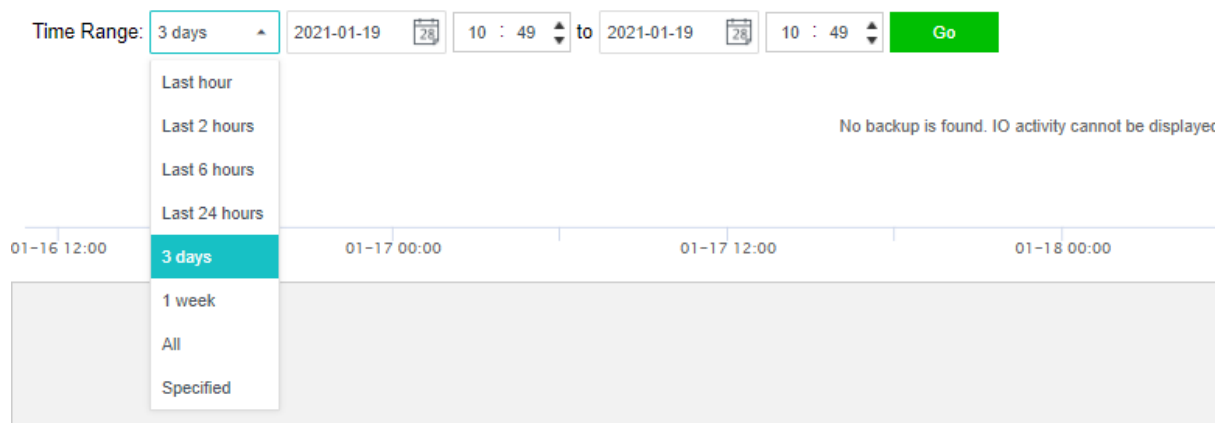 Time Range: 3 days 2021-01-19 28 10 : 49 to 2021-01-19 28 10 : 49 Go
Last hour
Last 2 hours
No backup is found. IO activity cannot be displayed
Last 6 hours
Last 24 hours
01-16 12:00 01-17 00:00 01-17 12:00 01-18 00:00
3 days
1 week
All
Specified